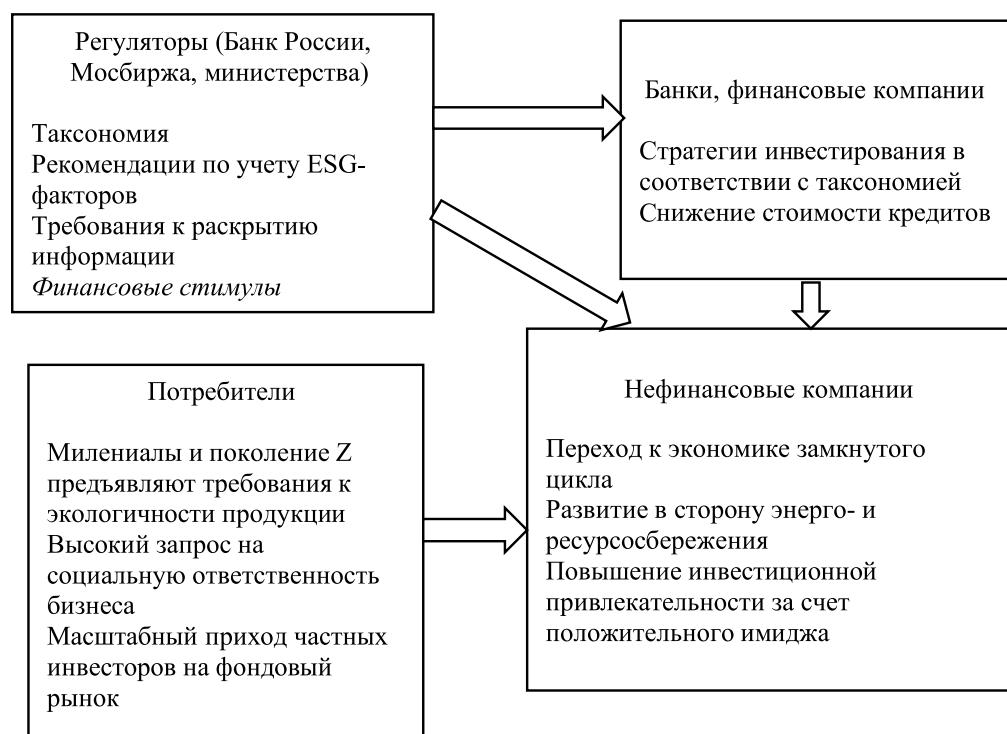 Регуляторы (Банк России,
Мосбиржа, министерства)
Таксономия
Рекомендации по учету ESG-
факторов
Требования к раскрытию
информации
Финансовые стимулы
Банки, финансовые компании
Стратегии инвестирования в
соответствии с таксономией
Снижение стоимости кредитов
Потребители
Милениалы и поколение Z
предъявляют требования к
экологичности продукции
Высокий запрос на
социальную ответственность
бизнеса
Масштабный приход частных
инвесторов на фондовый
рынок
Нефинансовые компании
Переход к экономике замкнутого
цикла
Развитие в сторону энерго- и
ресурсосбережения
Повышение инвестиционной
привлекательности за счет
положительного имиджа